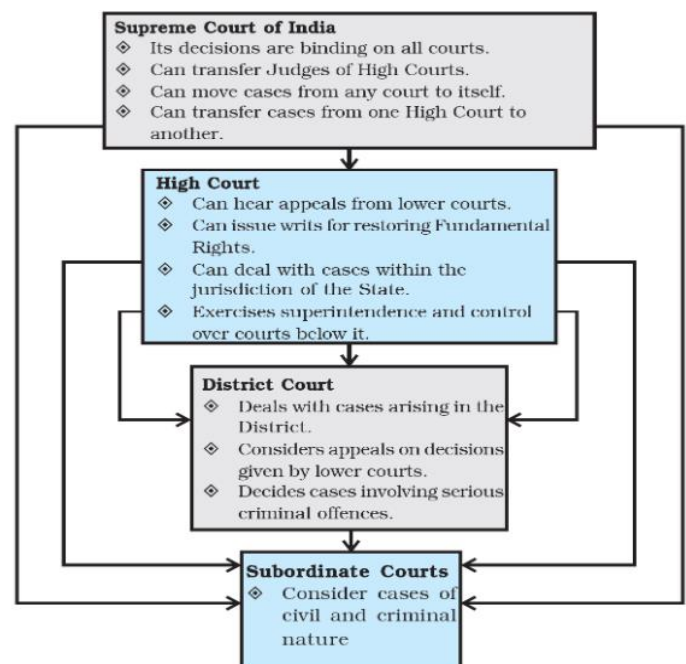 Supreme Court of India
◈ Its decisions are binding on all courts.
◈ Can transfer Judges of High Courts.
◈ Can move cases from any court to itself.
◈ Can transfer cases from one High Court to
another.
High Court
◈ Can hear appeals from lower courts.
◈ Can issue writs for restoring Fundamental
Rights.
◈ Can deal with cases within the
jurisdiction of the State.
◈ Exercises superintendence and control
over courts below it.
District Court
◈ Deals with cases arising in the
District.
◈ Considers appeals on decisions
given by lower courts.
◈ Decides cases involving serious
criminal offences.
Subordinate Courts
◈ Consider cases of
civil and criminal
nature